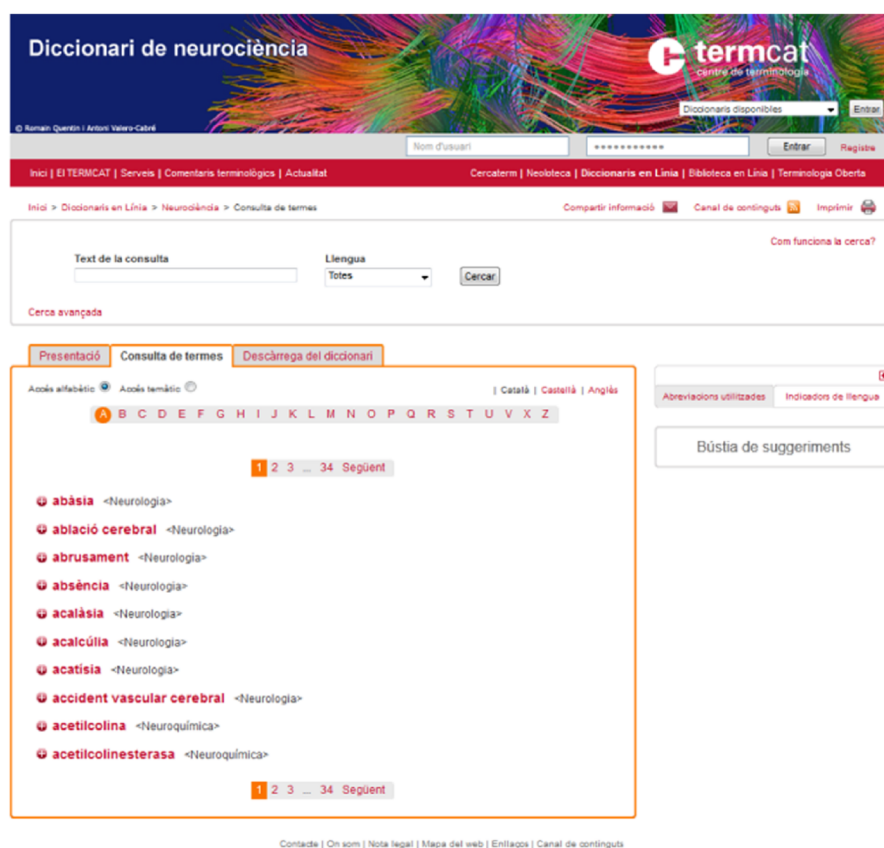 Diccionari de neurociència
termcat
centre de terminologia
Diccionaris disponibles Entrar
© Romain Quentin i Antoni Valero-Cabré
Nom d'usuari *********** Entrar Registre
Inici | El TERMCAT | Serveis | Comentaris terminològics | Actualitat Cercaterm | Neoloteca | Diccionaris en Línia | Biblioteca en Línia | Terminologia Oberta
Inici > Diccionaris en Línia > Neurociència > Consulta de termes Compartir informació Canal de continguts Imprimir
Com funciona la cerca?
Text de la consulta Llengua
Totes Cercar
Cerca avançada
Presentació Consulta de termes Descàrrega del diccionari
Accés alfabètic Accés temàtic | Català | Castellà | Anglès
Abreviacions utilitzades Indicadors de llengua
A B C D E F G H I J K L M N O P Q R S T U V X Z
Bústia de suggeriments
1 2 3 ... 34 Següent
abàsia <Neurologia>
ablació cerebral <Neurologia>
abrusament <Neurologia>
absència <Neurologia>
acalàsia <Neurologia>
acalcúlia <Neurologia>
acatísia <Neurologia>
accident vascular cerebral <Neurologia>
acetilcolina <Neuroquímica>
acetilcolinesterasa <Neuroquímica>
1 2 3 ... 34 Següent
Contacte | On som | Nota legal | Mapa del web | Enllaços | Canal de continguts